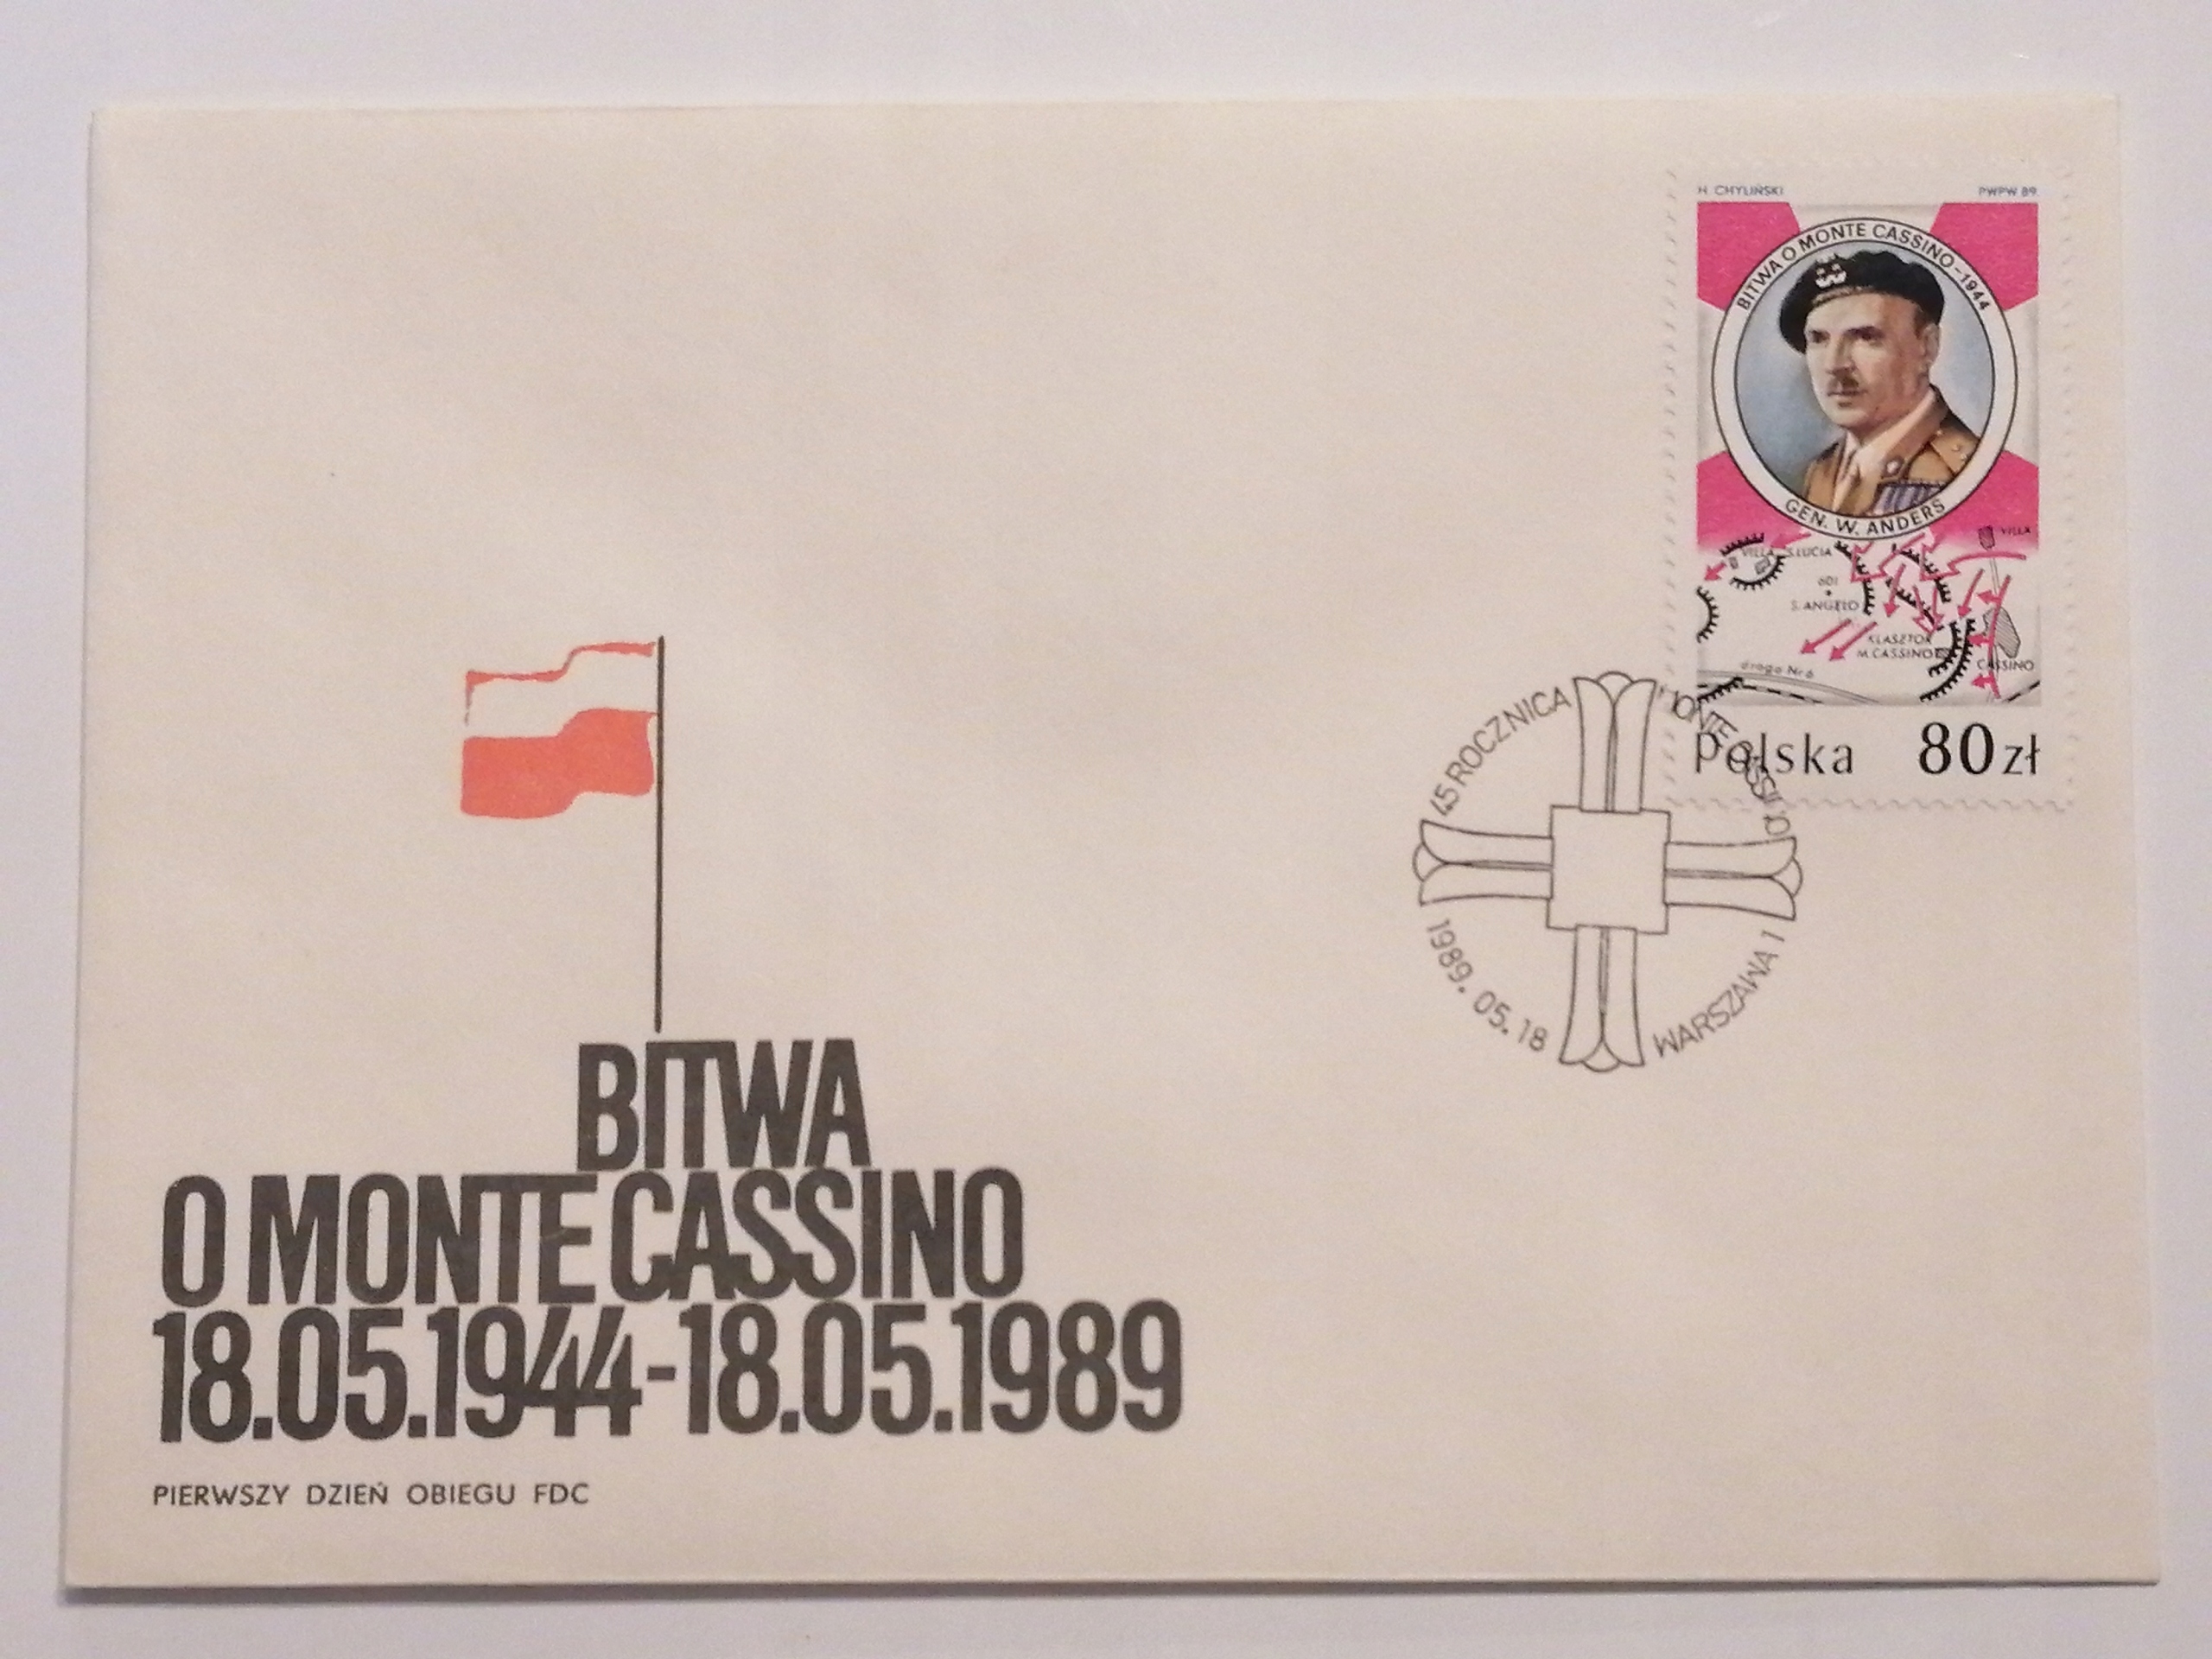 H. CHYLIŃSKI PWPW 89.
BITWA O MONTE CASSINO - 1944
GEN. W. ANDERS
VILLA
VILLA S.LUCIA
601
S. ANGELO
KLASZTOR
M.CASSINO
CASSINO
droga Nr 6
Polska 80 zł
45 ROCZNICA MONTE CASSINO
1989. 05. 18 WARSZAWA 1
BITWA
O MONTE CASSINO
18.05.1944-18.05.1989
PIERWSZY DZIEŃ OBIEGU FDC